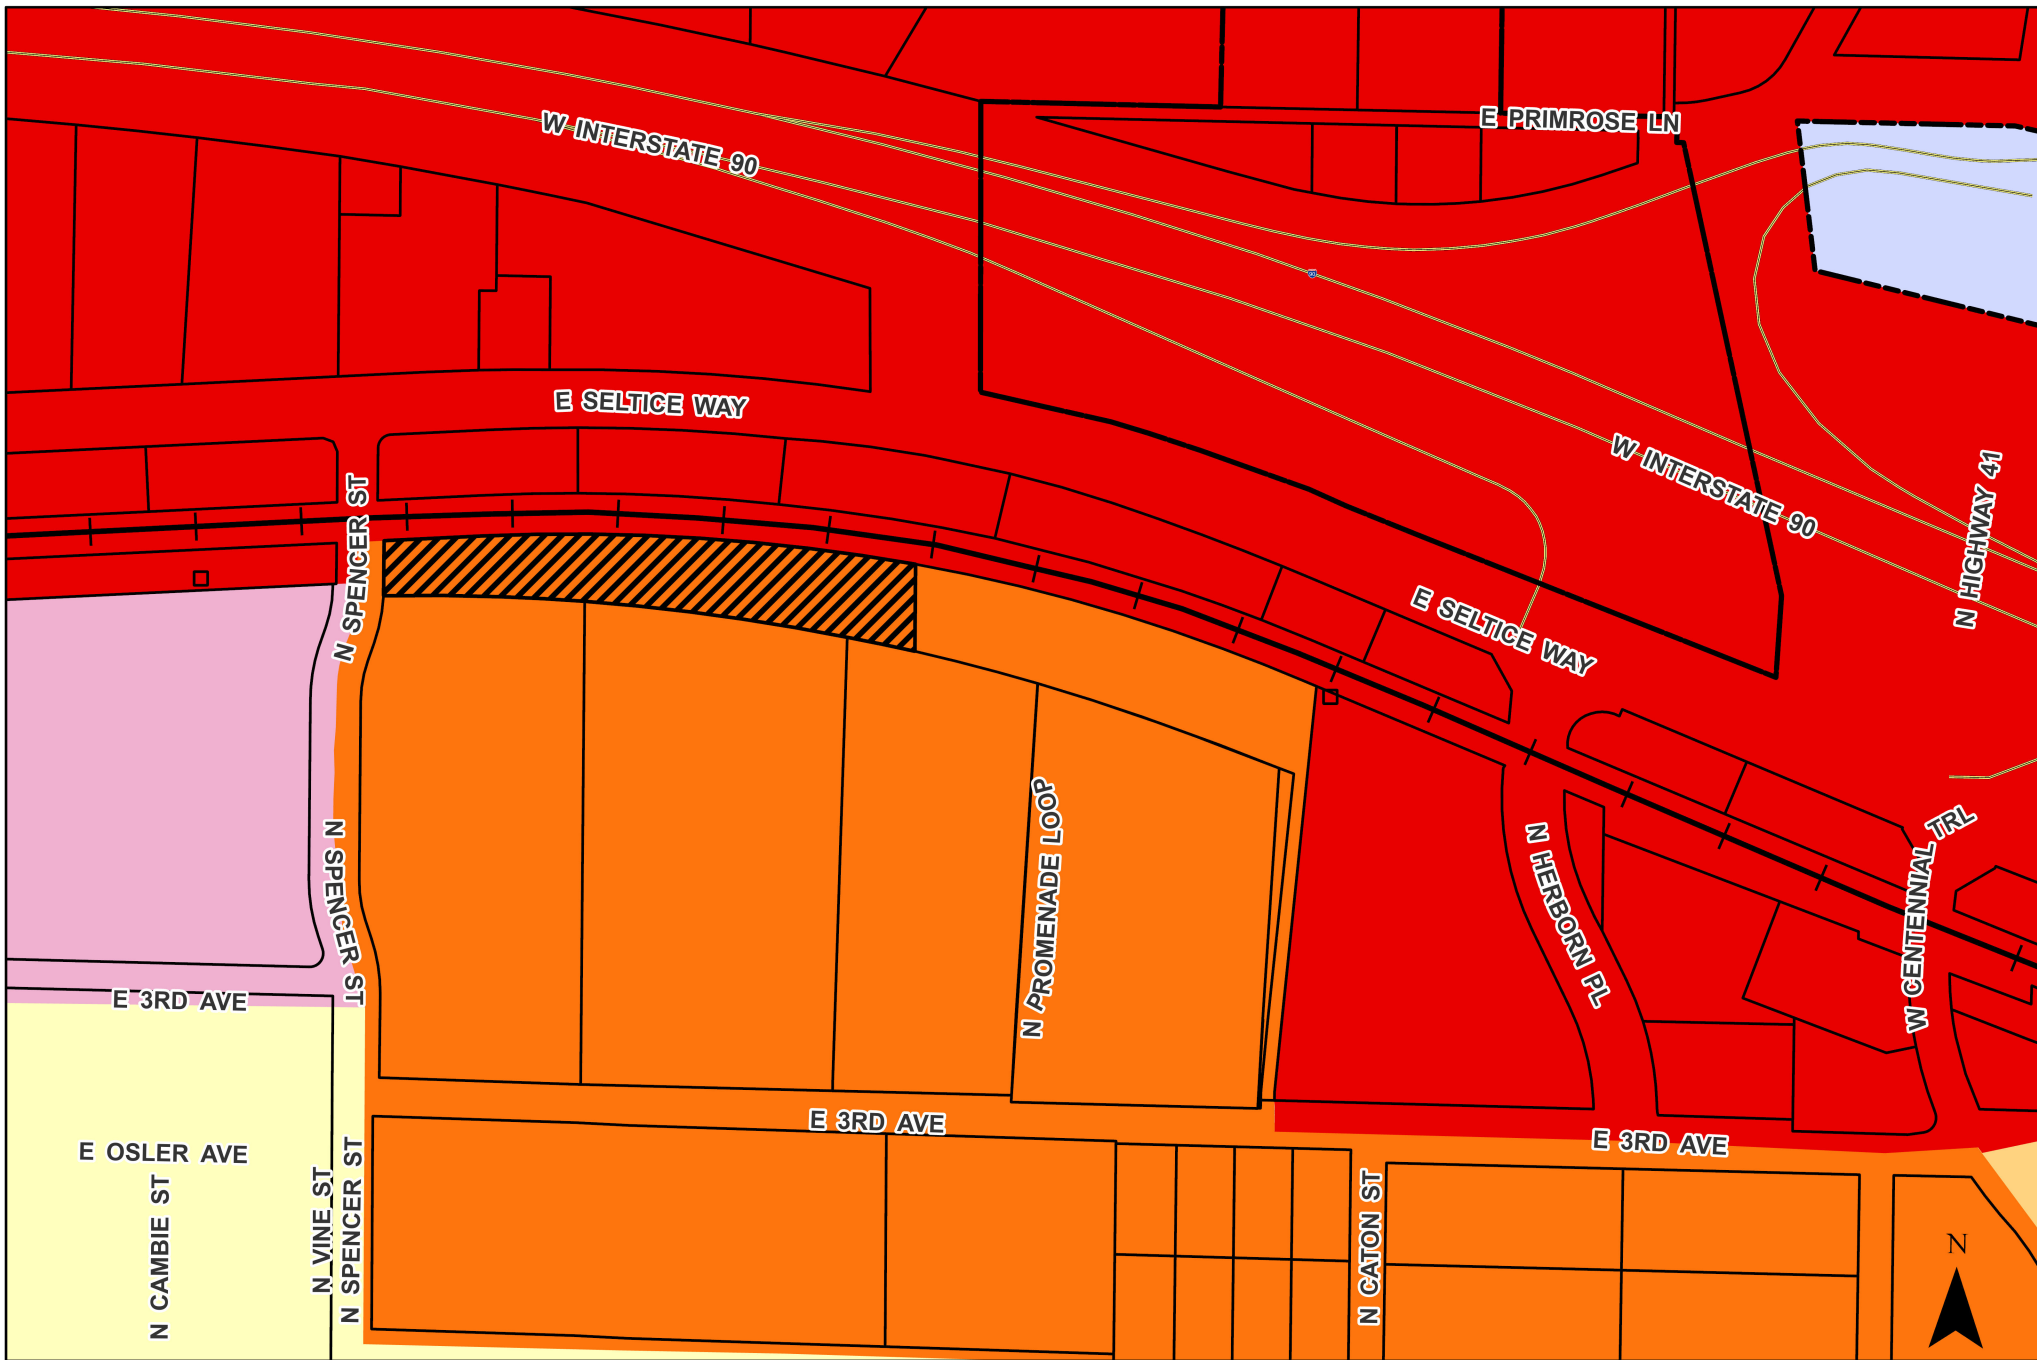 E PRIMROSE LN
W INTERSTATE 90
E SELTICE WAY
W INTERSTATE 90
N HIGHWAY 41
N SPENCER ST
E SELTICE WAY
N SPENCER ST
N PROMENADE LOOP
N HERBORN PL
W CENTENNIAL TRL
E 3RD AVE
E 3RD AVE
E 3RD AVE
E OSLER AVE
N CAMBIE ST
N VINE ST
N SPENCER ST
N CATON ST
N